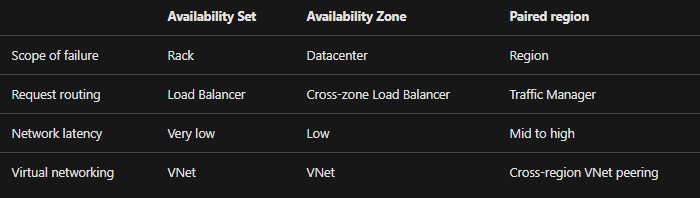 Availability Set Availability Zone Paired region
Scope of failure Rack Datacenter Region
Request routing Load Balancer Cross-zone Load Balancer Traffic Manager
Network latency Very low Low Mid to high
Virtual networking VNet VNet Cross-region VNet peering